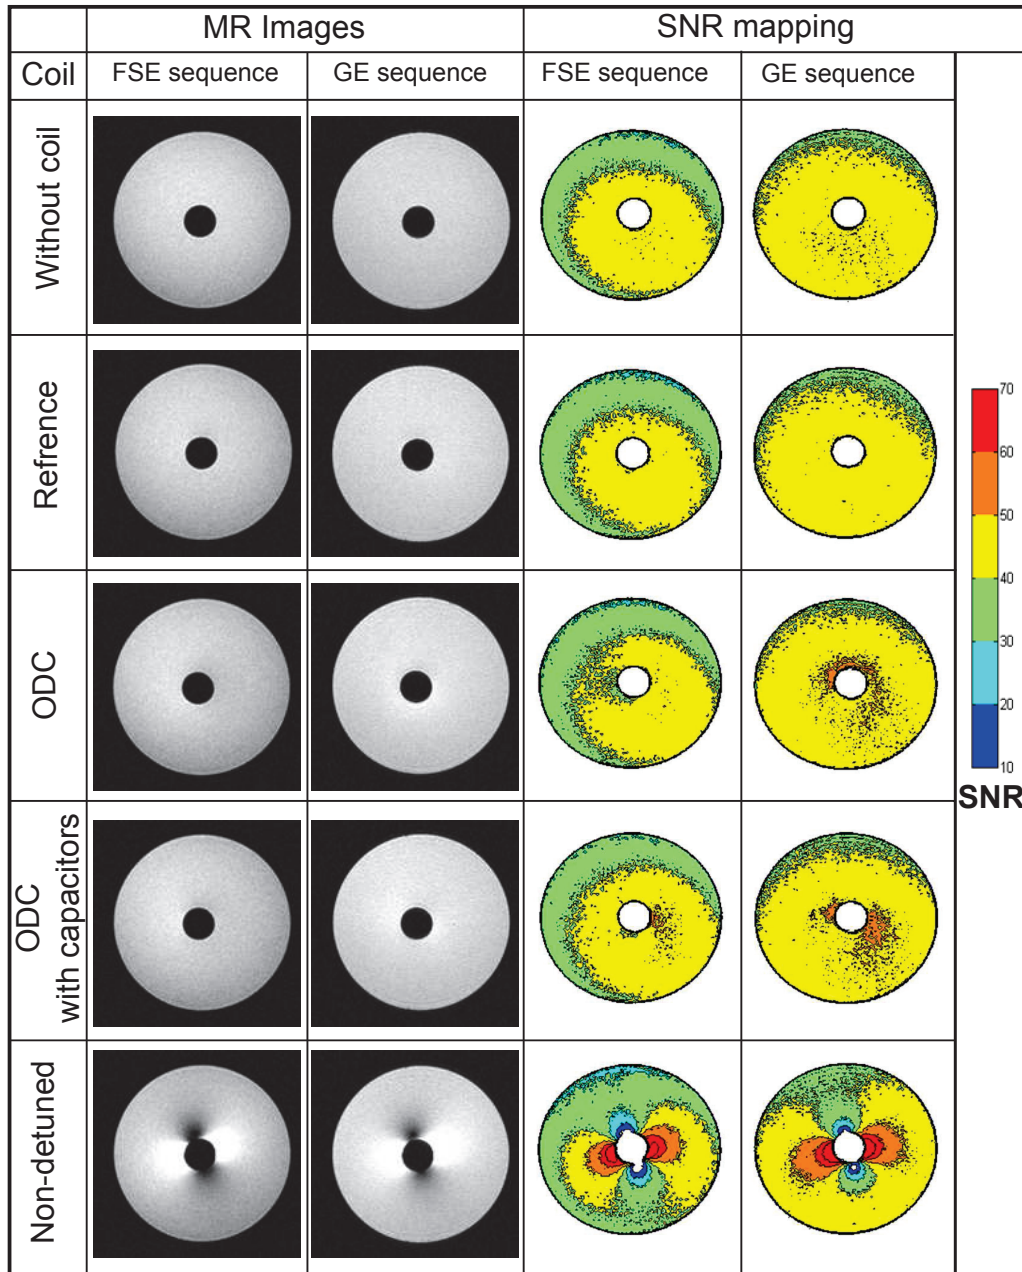 MR Images
SNR mapping
Coil
FSE sequence
GE sequence
FSE sequence
GE sequence
Without coil
Refrence
ODC
ODC
with capacitors
Non-detuned
70
60
50
40
30
20
10
SNR